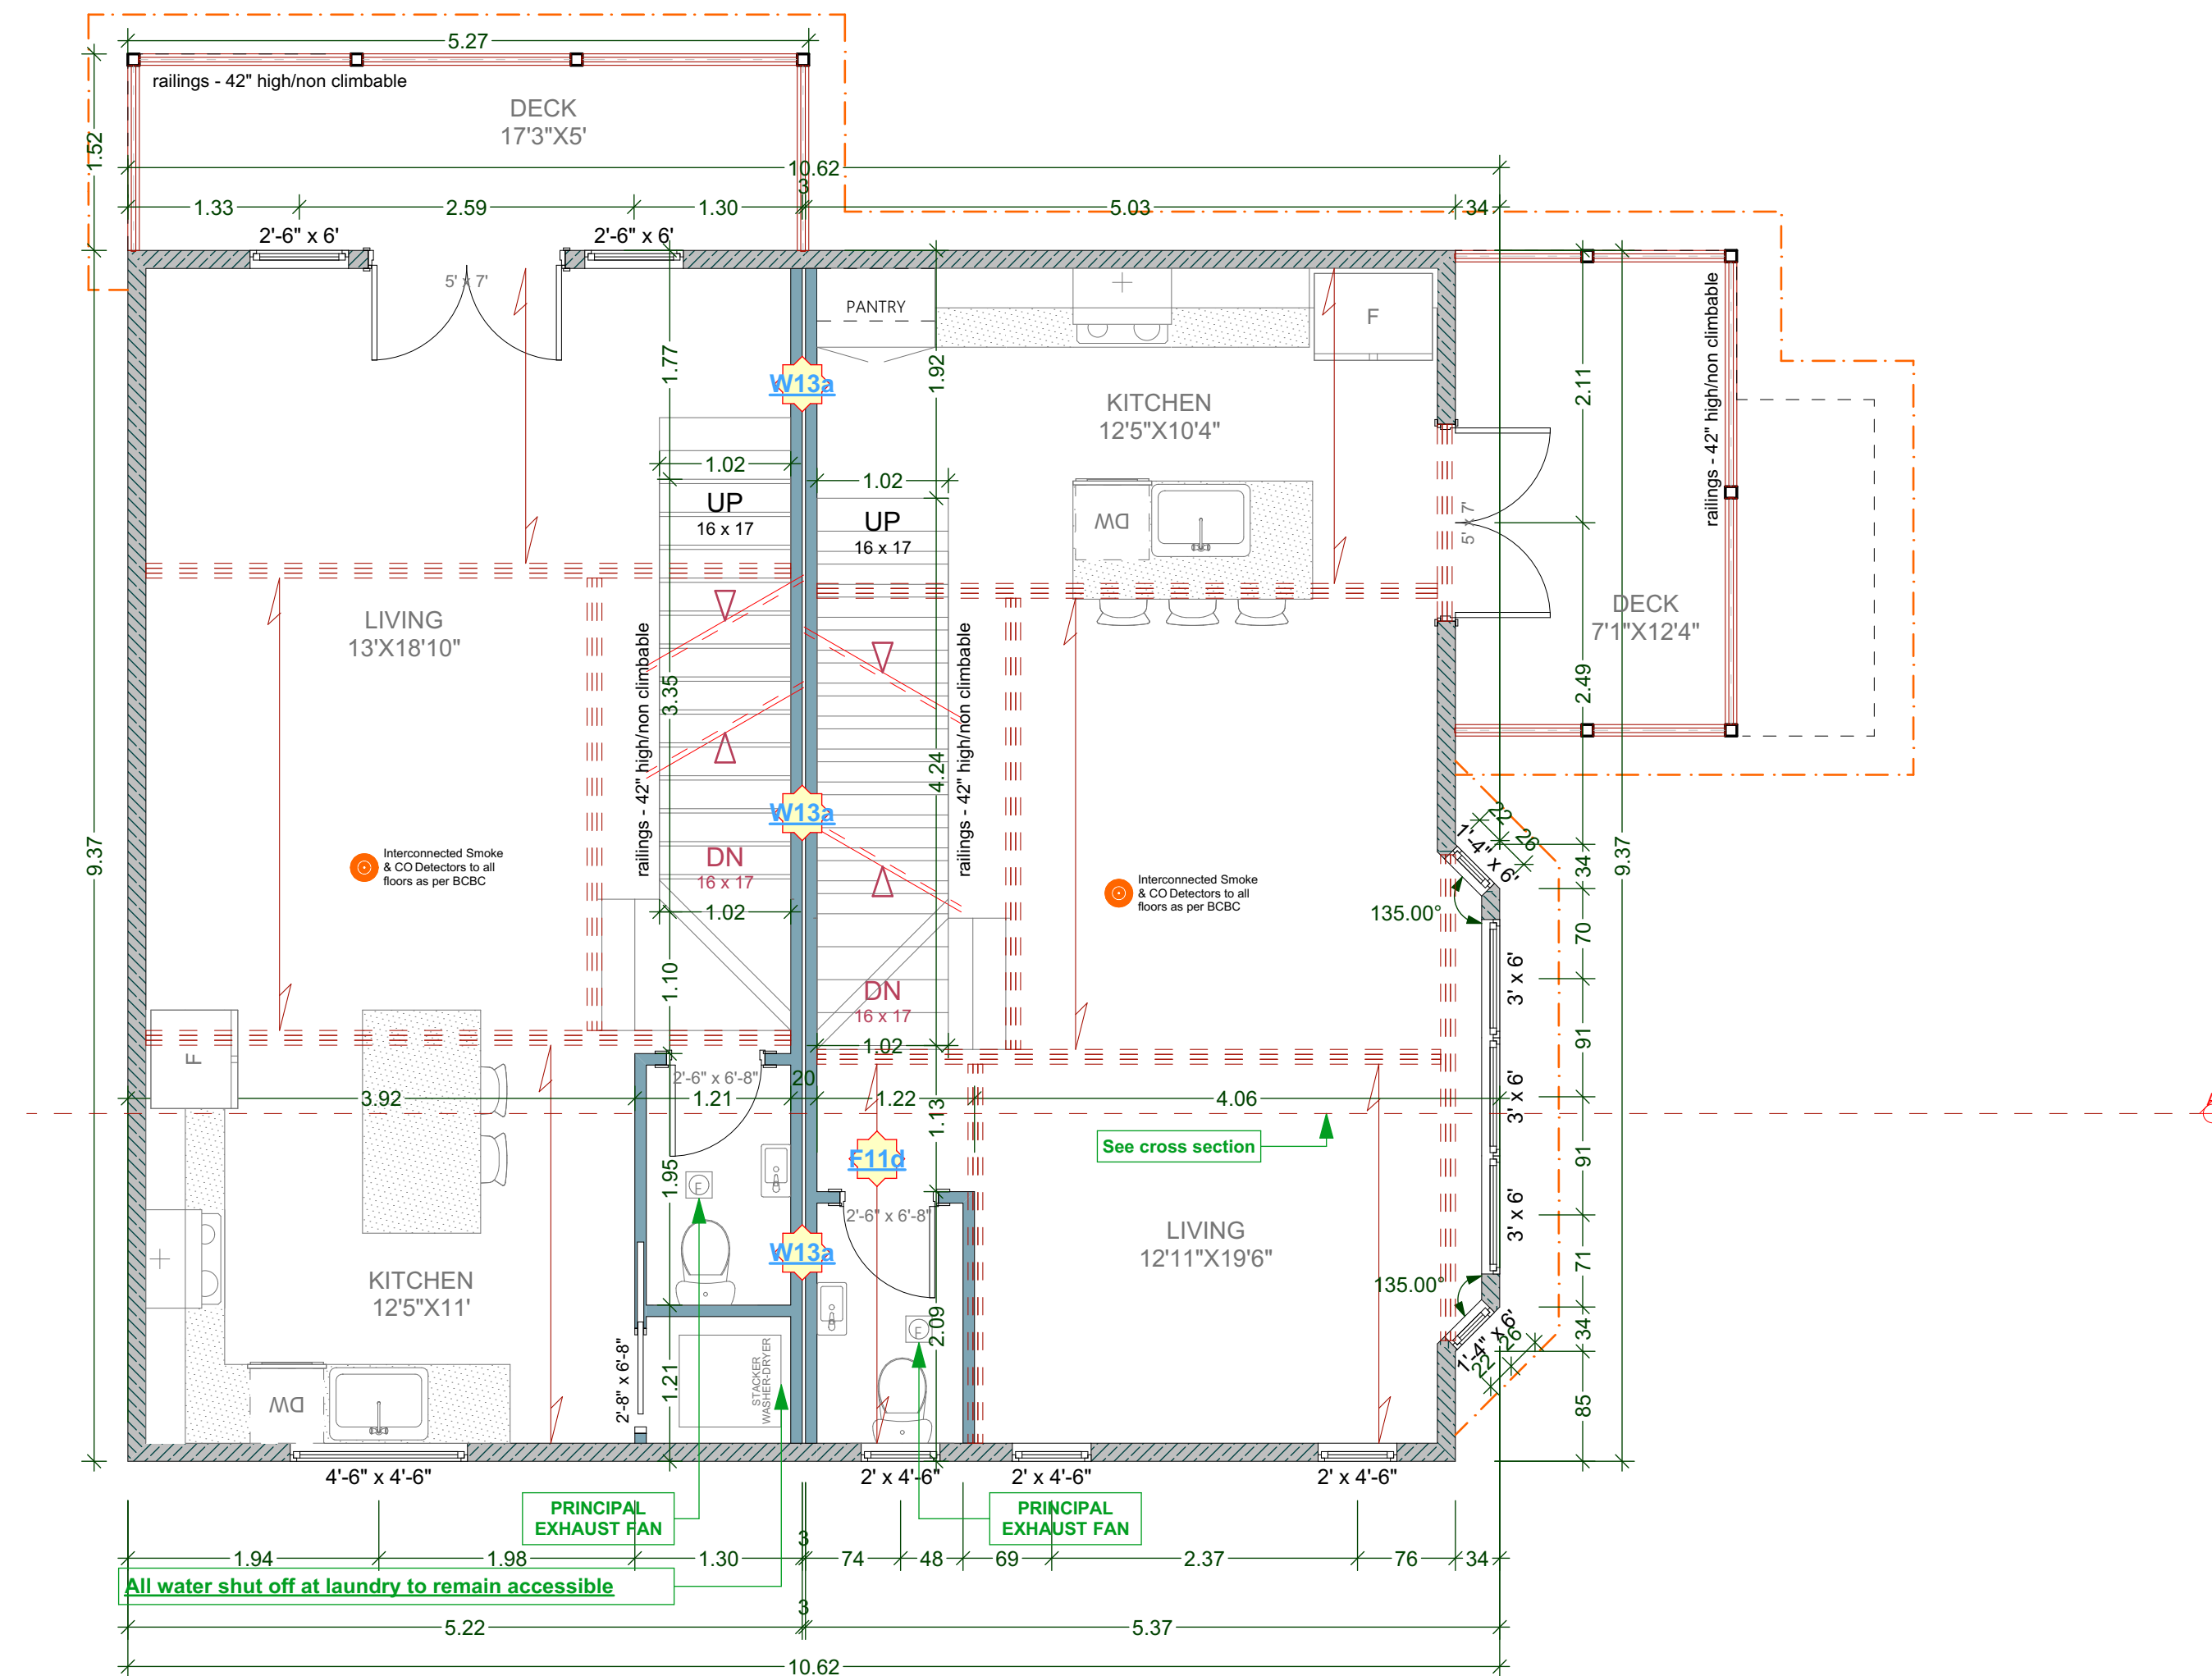 5.27
railings - 42" high/non climbable
DECK
17'3"X5'
1.52
10.62
3
1.33
2.59
1.30
5.03
34
2'-6" x 6'
2'-6" x 6'
5' x 7'
PANTRY
F
1.77
1.92
W13a
KITCHEN
12'5"X10'4"
2.11
railings - 42" high/non climbable
1.02
1.02
UP
16 x 17
UP
16 x 17
DW
5' x 7'
LIVING
13'X18'10"
DECK
7'1"X12'4"
railings - 42" high/non climbable
3.35
railings - 42" high/non climbable
2.49
4.24
W13a
9.37
9.37
Interconnected Smoke
& CO Detectors to all
floors as per BCBC
DN
16 x 17
1.02
Interconnected Smoke
& CO Detectors to all
floors as per BCBC
22
26
1'-4" x 6'
34
135.00°
70
3' x 6'
1.10
DN
16 x 17
1.02
F
91
3' x 6'
2'-6" x 6'-8"
20
3.92
1.21
1.22
4.06
1.13
See cross section
F11d
91
1.95
F
3' x 6'
2'-6" x 6'-8"
W13a
LIVING
12'11"X19'6"
71
KITCHEN
12'5"X11'
135.00°
F
2.09
34
1'-4" x 6'
22
26
2'-8" x 6'-8"
1.21
STACKER
WASHER-DRYER
DW
85
4'-6" x 4'-6"
2' x 4'-6"
2' x 4'-6"
2' x 4'-6"
PRINCIPAL
EXHAUST FAN
PRINCIPAL
EXHAUST FAN
3
1.94
1.98
1.30
74
48
69
2.37
76
34
All water shut off at laundry to remain accessible
3
5.22
5.37
10.62